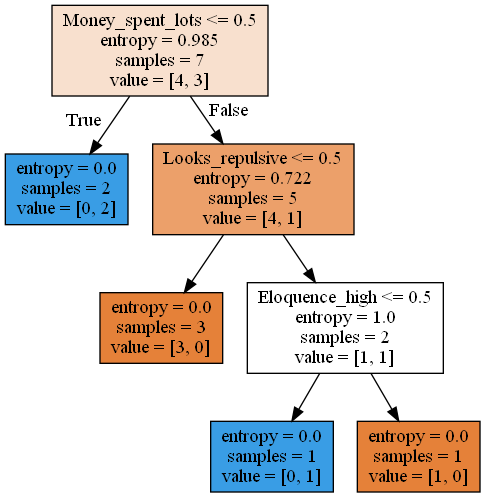 Money_spent_lots <= 0.5
entropy = 0.985
samples = 7
value = [4, 3]
True
False
entropy = 0.0
samples = 2
value = [0, 2]
Looks_repulsive <= 0.5
entropy = 0.722
samples = 5
value = [4, 1]
entropy = 0.0
samples = 3
value = [3, 0]
Eloquence_high <= 0.5
entropy = 1.0
samples = 2
value = [1, 1]
entropy = 0.0
samples = 1
value = [0, 1]
entropy = 0.0
samples = 1
value = [1, 0]